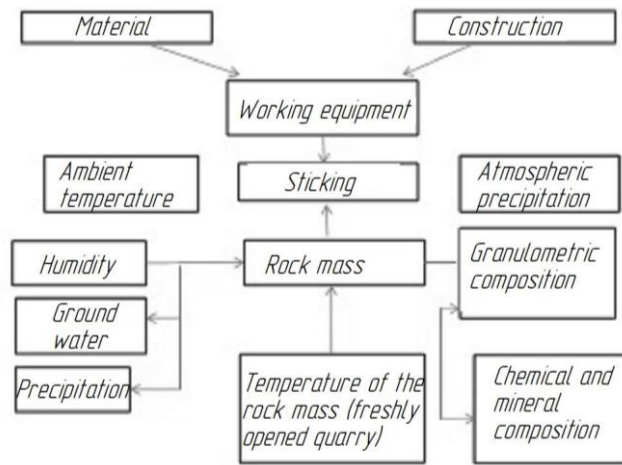 Material
Construction
Working equipment
Sticking
Ambient
temperature
Atmospheric
precipitation
Humidity
Rock mass
Granulometric
composition
Ground
water
Precipitation
Temperature of the
rock mass (freshly
opened quarry)
Chemical and
mineral
composition